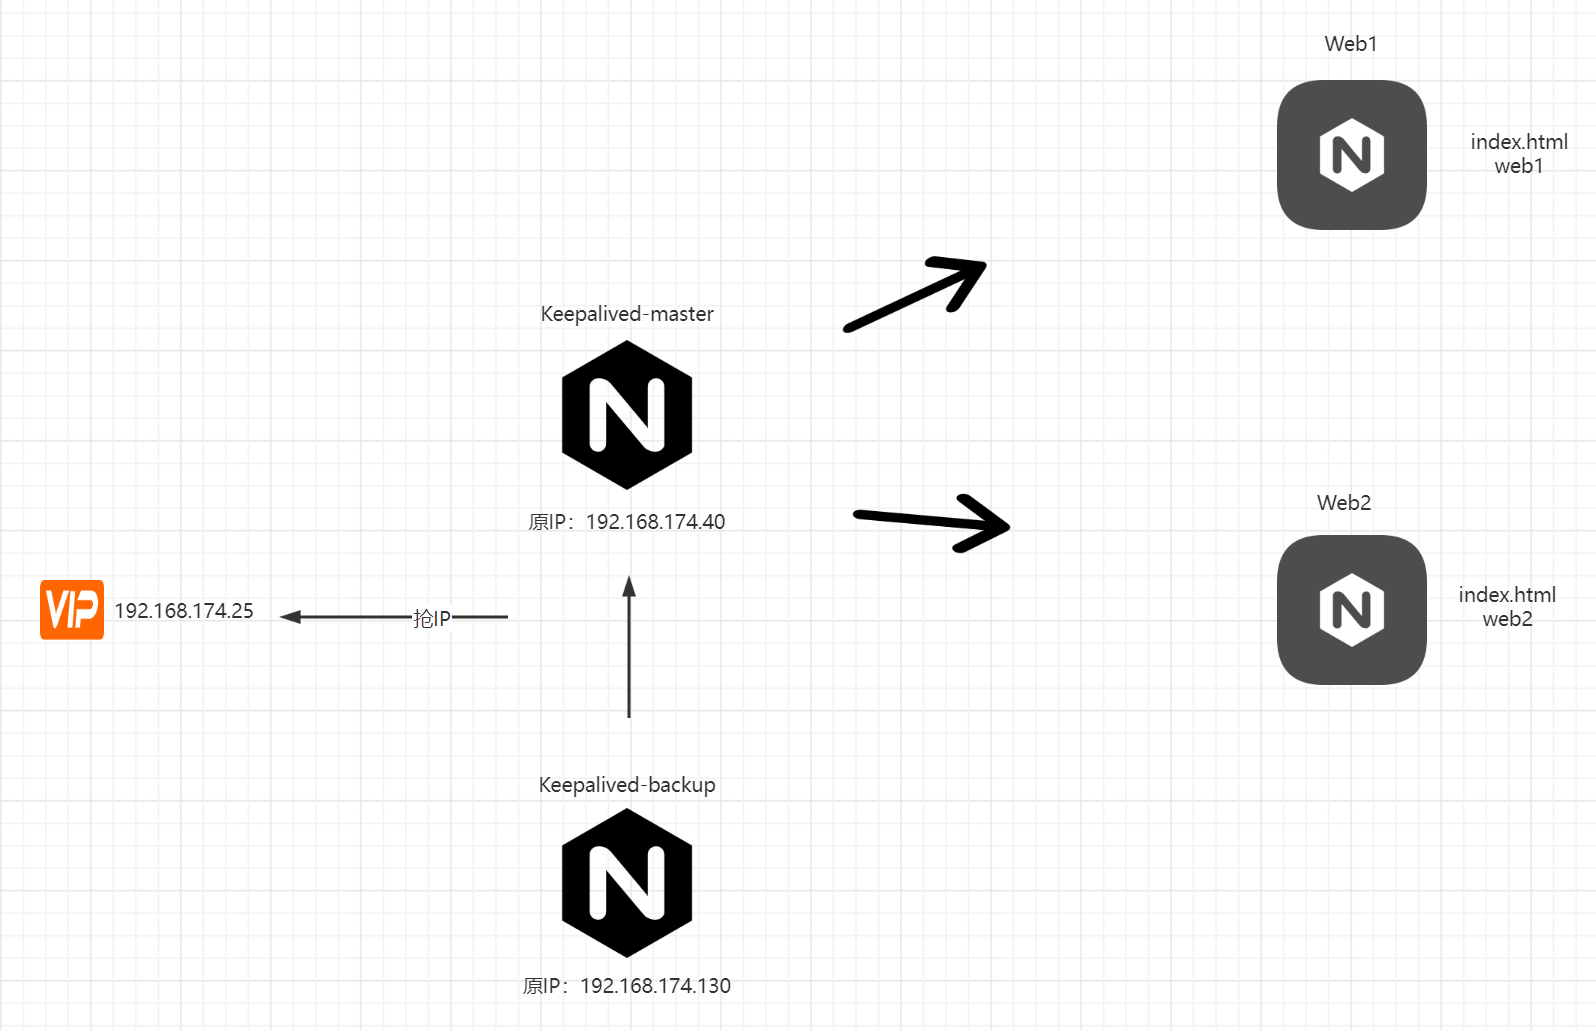 Web1
index.html
web1
Keepalived-master
原IP：192.168.174.40
Web2
index.html
web2
VIP 192.168.174.25
抢IP
Keepalived-backup
原IP：192.168.174.130